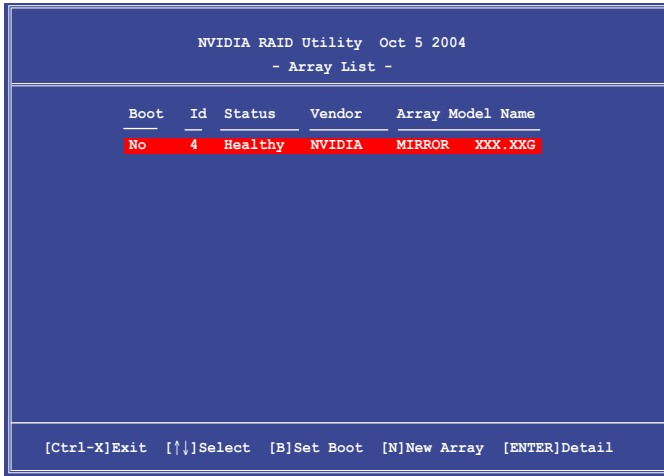 NVIDIA RAID Utility Oct 5 2004
- Array List -
Boot Id Status Vendor Array Model Name
No 4 Healthy NVIDIA MIRROR XXX.XXG
[Ctrl-X]Exit [↑↓]Select [B]Set Boot [N]New Array [ENTER]Detail